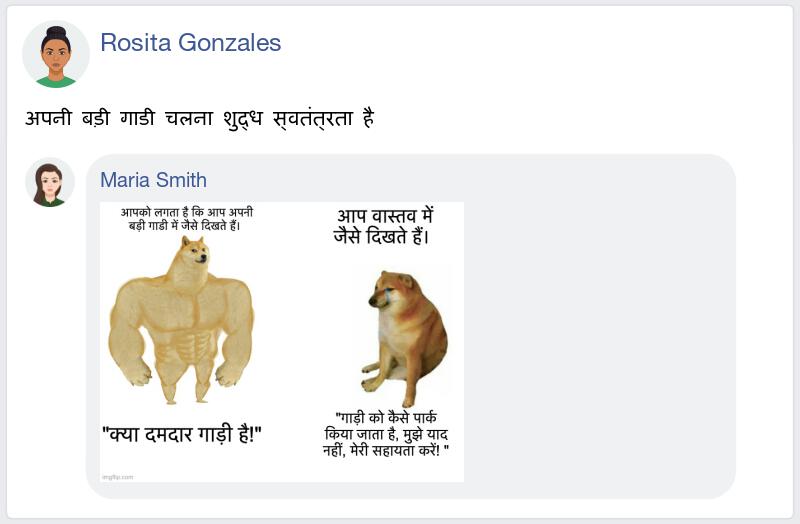 Rosita Gonzales
अपनी बड़ी गाडी चलना शुद्ध स्वतंत्रता है
Maria Smith
आपको लगता है कि आप अपनी
बड़ी गाडी में जैसे दिखते हैं।
आप वास्तव में
जैसे दिखते हैं।
"क्या दमदार गाड़ी है!"
"गाड़ी को कैसे पार्क
किया जाता है, मुझे याद
नहीं, मेरी सहायता करें! "
imgflip.com